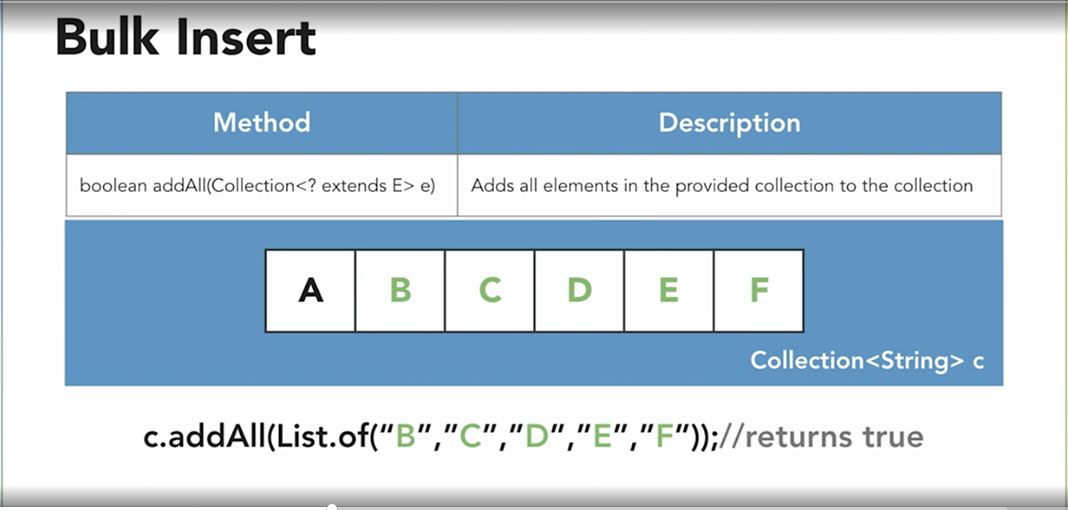 Bulk Insert
Method Description
boolean addAll(Collection<? extends E> e) Adds all elements in the provided collection to the collection
A B C D E F
Collection<String> c
c.addAll(List.of(“B”,”C”,”D”,”E”,”F”));//returns true